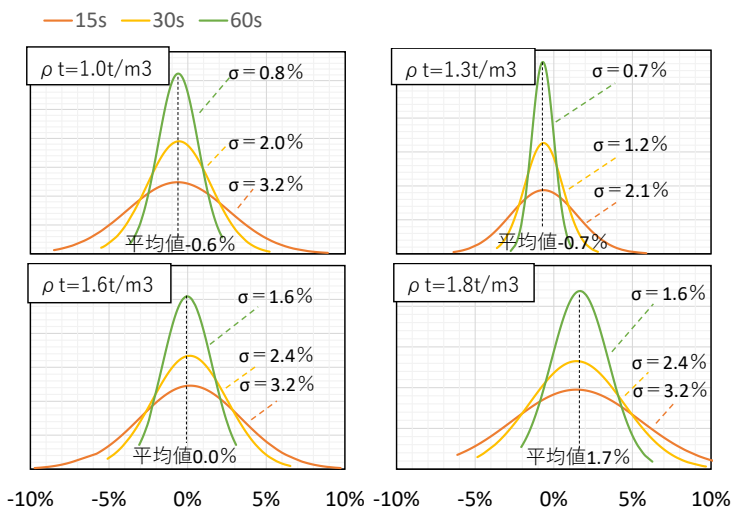 15s 30s 60s
ρ t=1.0t/m3
σ=0.8%
σ=2.0%
σ=3.2%
平均値-0.6%
ρ t=1.3t/m3
σ=0.7%
σ=1.2%
σ=2.1%
平均値-0.7%
ρ t=1.6t/m3
σ=1.6%
σ=2.4%
σ=3.2%
平均値0.0%
ρ t=1.8t/m3
σ=1.6%
σ=2.4%
σ=3.2%
平均値1.7%
-10% -5% 0% 5% 10% -10% -5% 0% 5% 10%